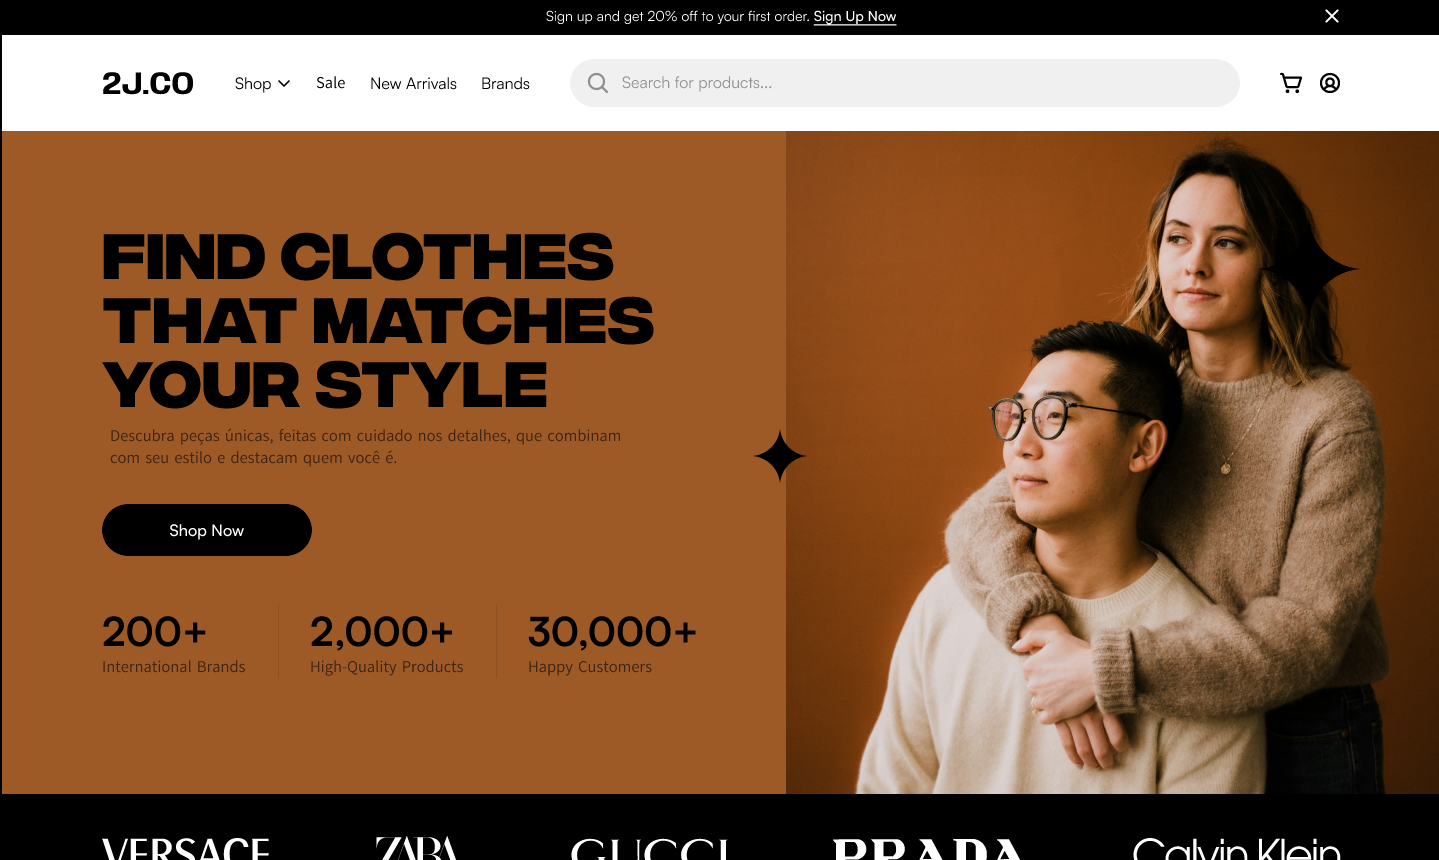 Sign up and get 20% off to your first order. Sign Up Now
2J.CO
Shop
Sale
New Arrivals
Brands
Search for products...
FIND CLOTHES
THAT MATCHES
YOUR STYLE
Descubra peças únicas, feitas com cuidado nos detalhes, que combinam
com seu estilo e destacam quem você é.
Shop Now
200+
International Brands
2,000+
High-Quality Products
30,000+
Happy Customers
VERSACE
ZARA
GUCCI
PRADA
Calvin Klein